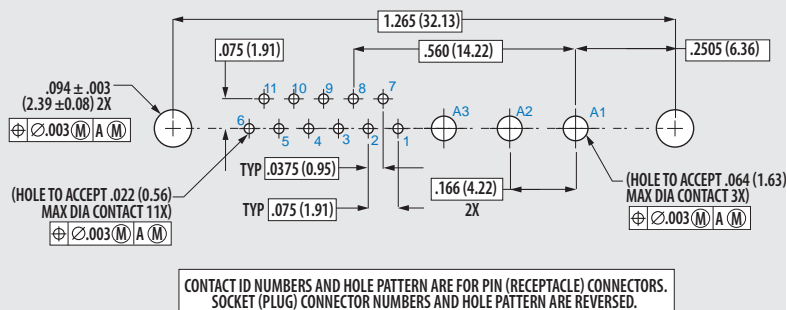 1.265 (32.13)
.075 (1.91)
.560 (14.22)
.2505 (6.36)
.094 ± .003
(2.39 ±0.08) 2X
⌖ ∅.003 Ⓜ A Ⓜ
11 10 9 8 7
6 5 4 3 2 1 A3 A2 A1
TYP .0375 (0.95)
(HOLE TO ACCEPT .022 (0.56)
MAX DIA CONTACT 11X)
⌖ ∅.003 Ⓜ A Ⓜ
TYP .075 (1.91)
.166 (4.22)
2X
(HOLE TO ACCEPT .064 (1.63)
MAX DIA CONTACT 3X)
⌖ ∅.003 Ⓜ A Ⓜ
CONTACT ID NUMBERS AND HOLE PATTERN ARE FOR PIN (RECEPTACLE) CONNECTORS.
SOCKET (PLUG) CONNECTOR NUMBERS AND HOLE PATTERN ARE REVERSED.